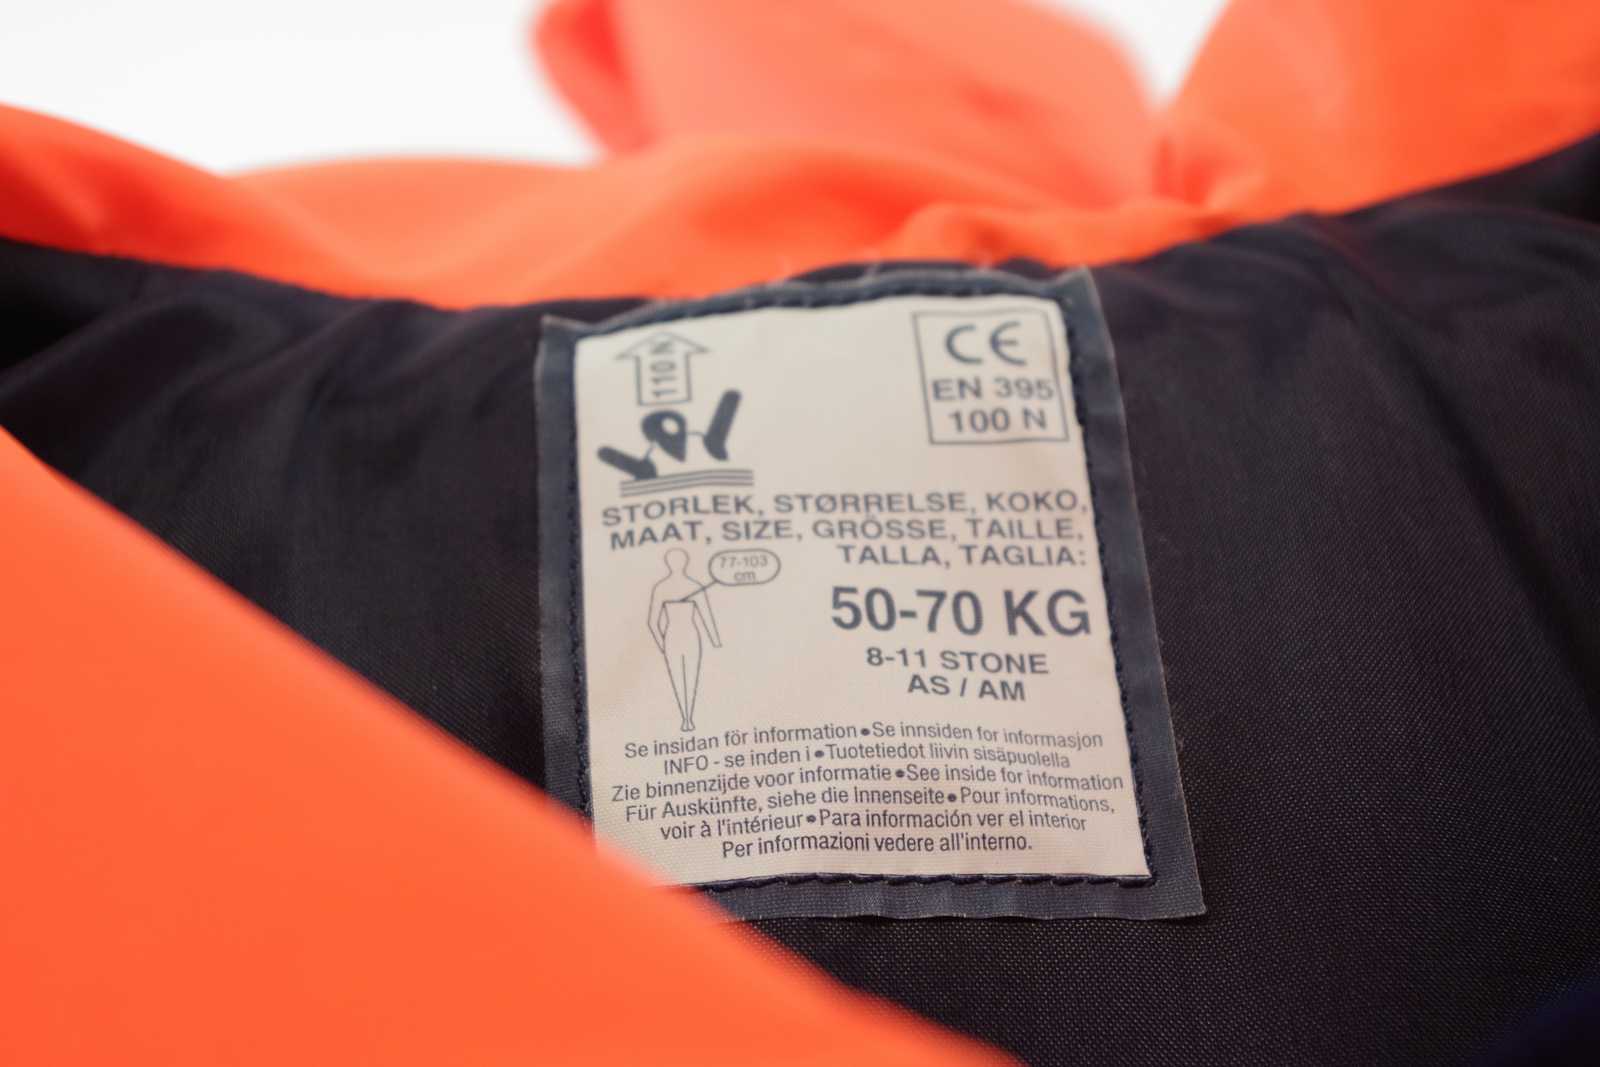 110 N
CE
EN 395
100 N
STORLEK, STØRRELSE, KOKO,
MAAT, SIZE, GRÖSSE, TAILLE,
TALLA, TAGLIA:
77-103
cm
50-70 KG
8-11 STONE
AS / AM
Se insidan för information • Se innsiden for informasjon
INFO - se inden i • Tuotetiedot liivin sisäpuolella
Zie binnenzijde voor informatie • See inside for information
Für Auskünfte, siehe die Innenseite • Pour informations,
voir à l'intérieur • Para información ver el interior
Per informazioni vedere all'interno.